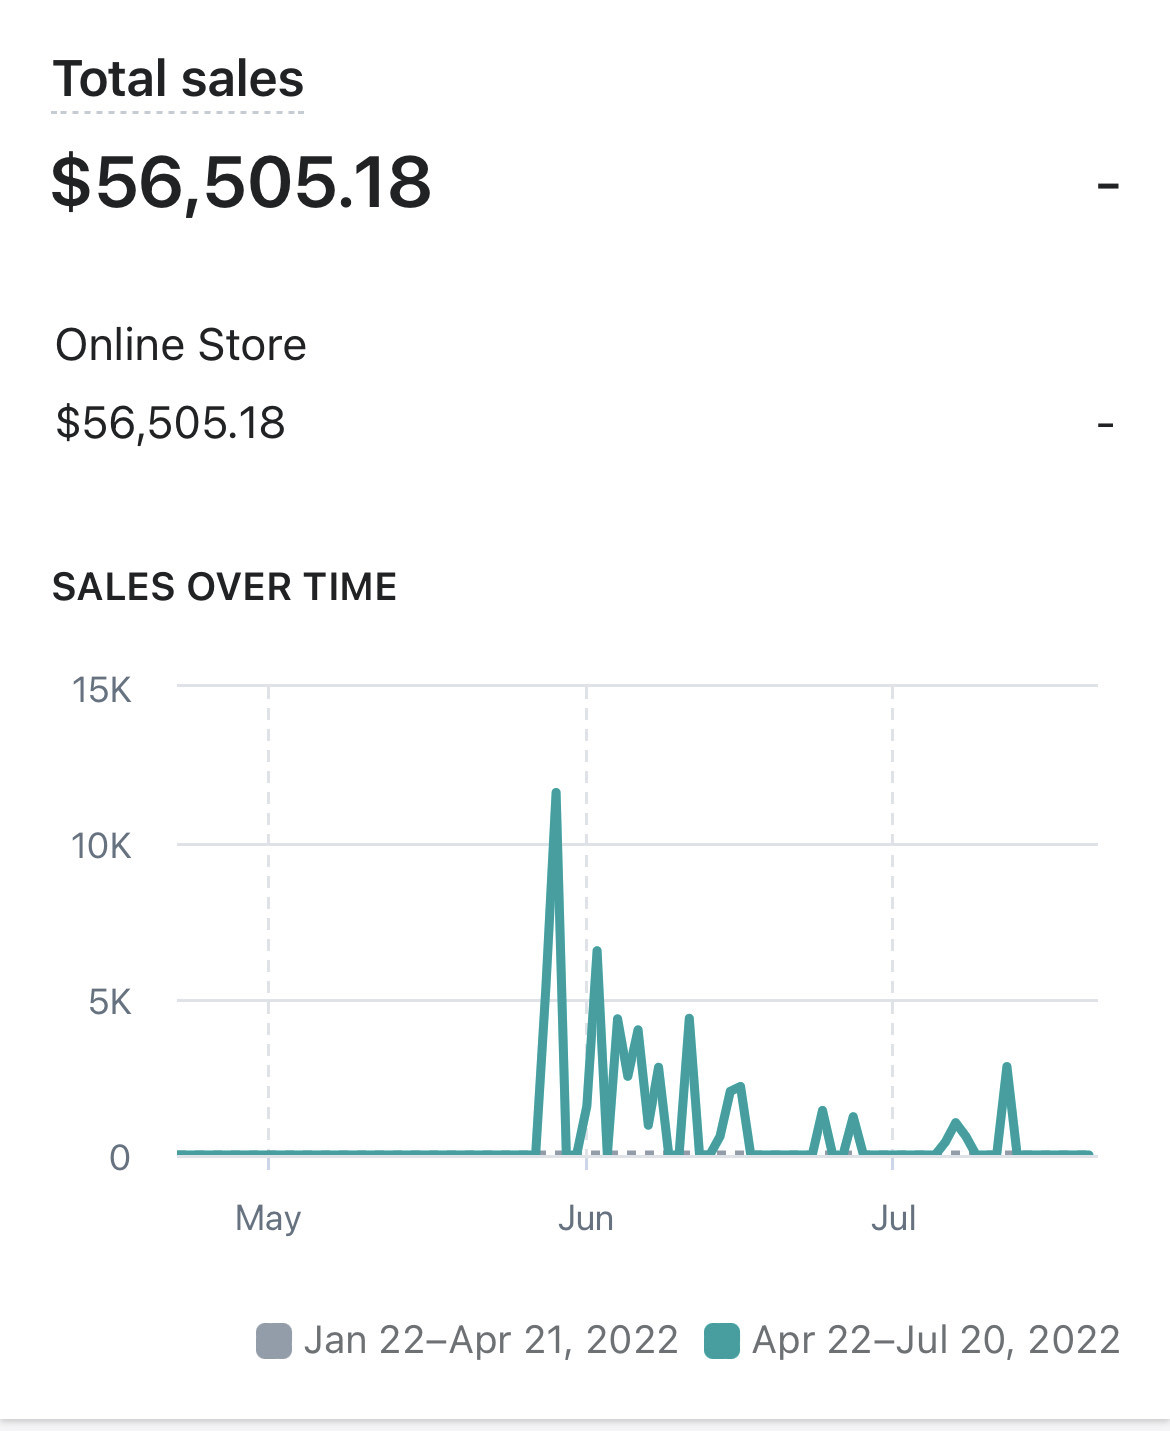 Total sales
$56,505.18 -
Online Store
$56,505.18 -
SALES OVER TIME
15K
10K
5K
0
May Jun Jul
Jan 22–Apr 21, 2022 Apr 22–Jul 20, 2022